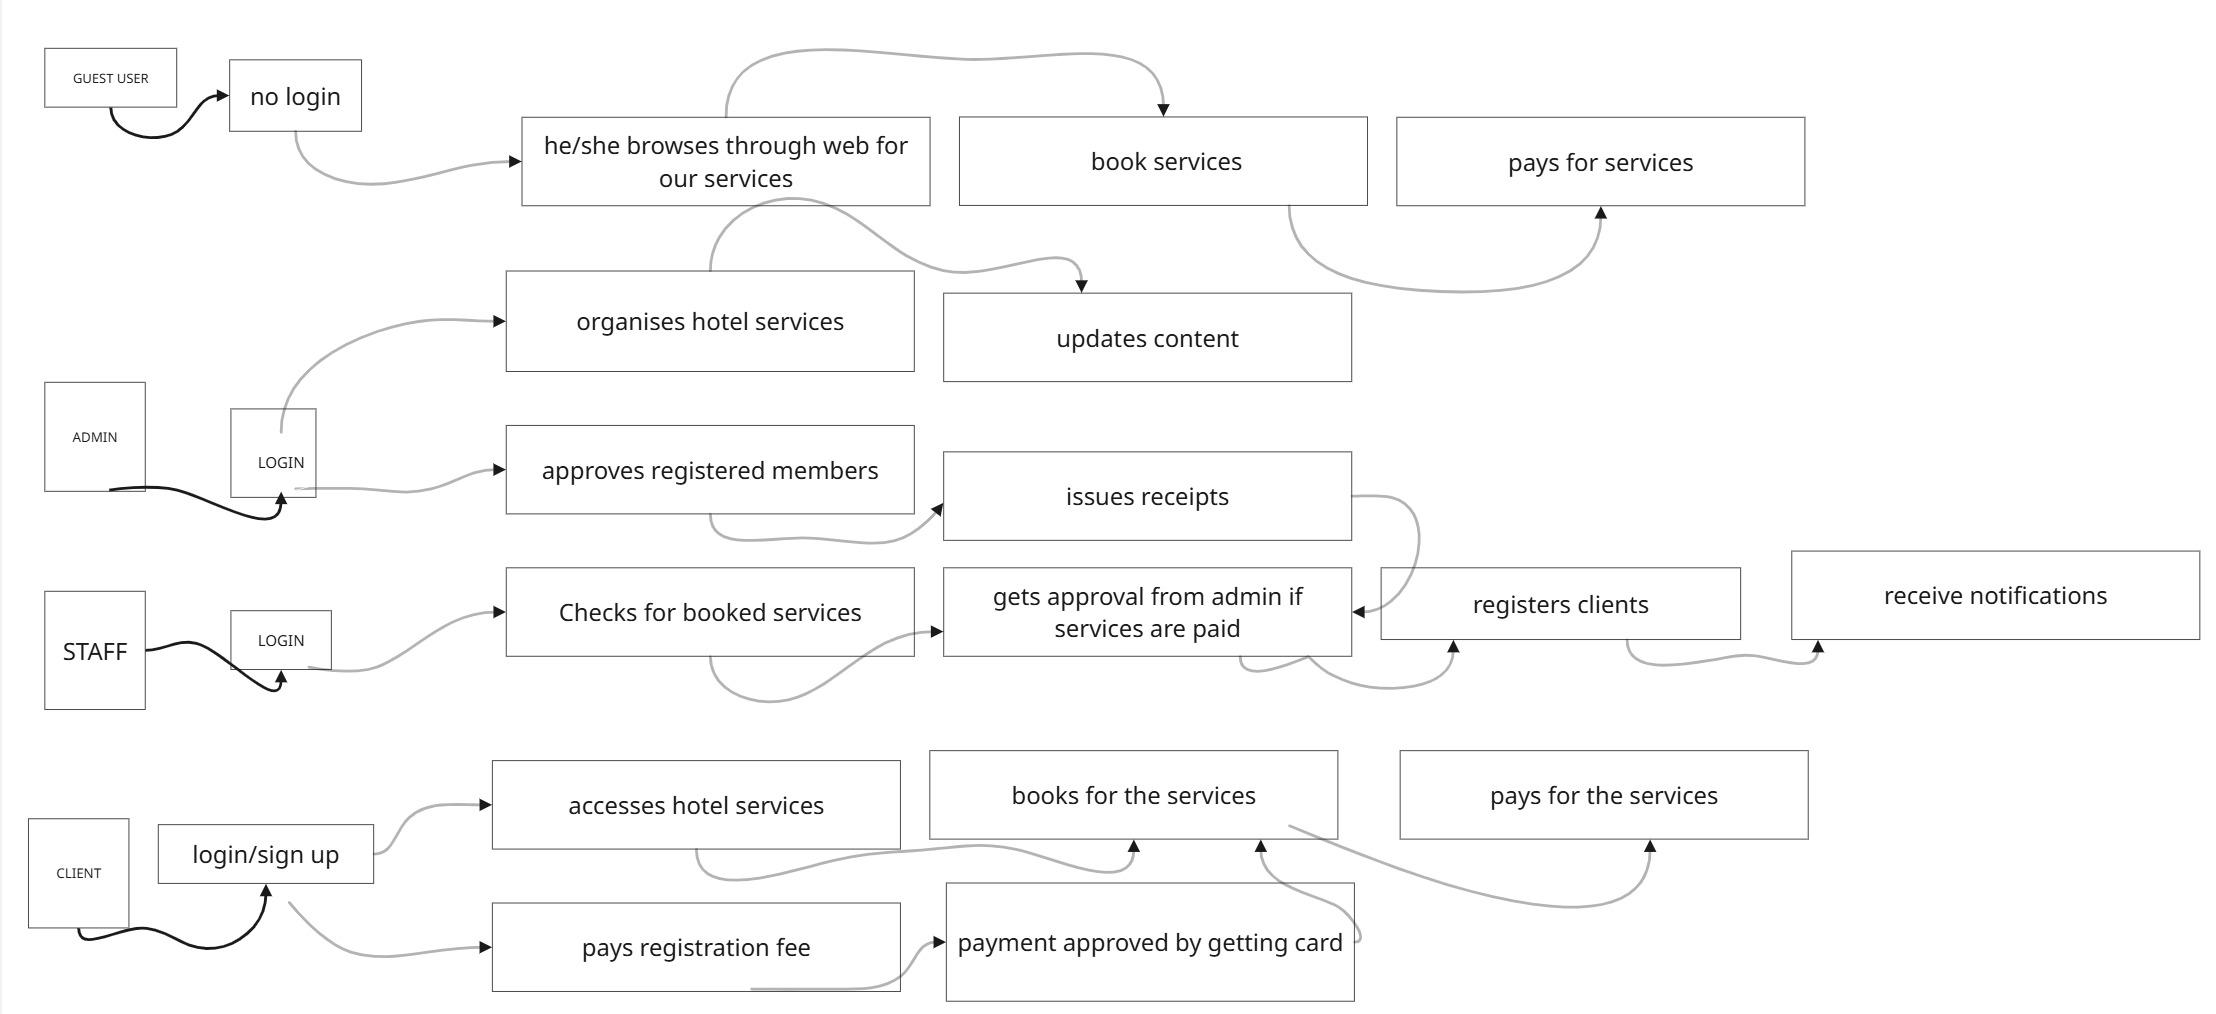 GUEST USER
no login
he/she browses through web for
our services
book services
pays for services
organises hotel services
updates content
ADMIN
LOGIN
approves registered members
issues receipts
STAFF
LOGIN
Checks for booked services
gets approval from admin if
services are paid
registers clients
receive notifications
CLIENT
login/sign up
accesses hotel services
books for the services
pays for the services
pays registration fee
payment approved by getting card